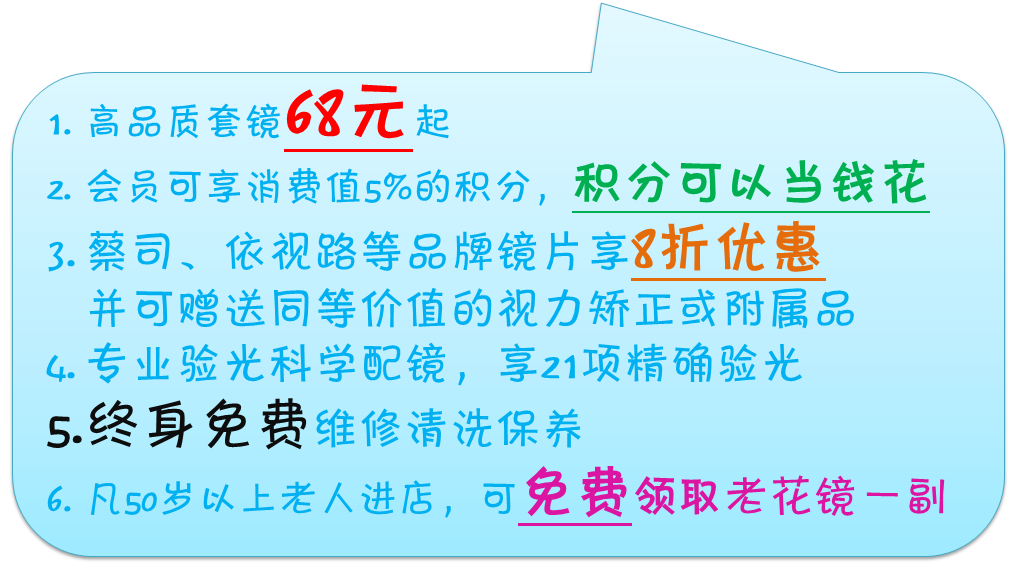 1. 高品质套镜68元起
2. 会员可享消费值5%的积分，积分可以当钱花
3. 蔡司、依视路等品牌镜片享8折优惠
并可赠送同等价值的视力矫正或附属品
4. 专业验光科学配镜，享21项精确验光
5.终身免费维修清洗保养
6. 凡50岁以上老人进店，可免费领取老花镜一副